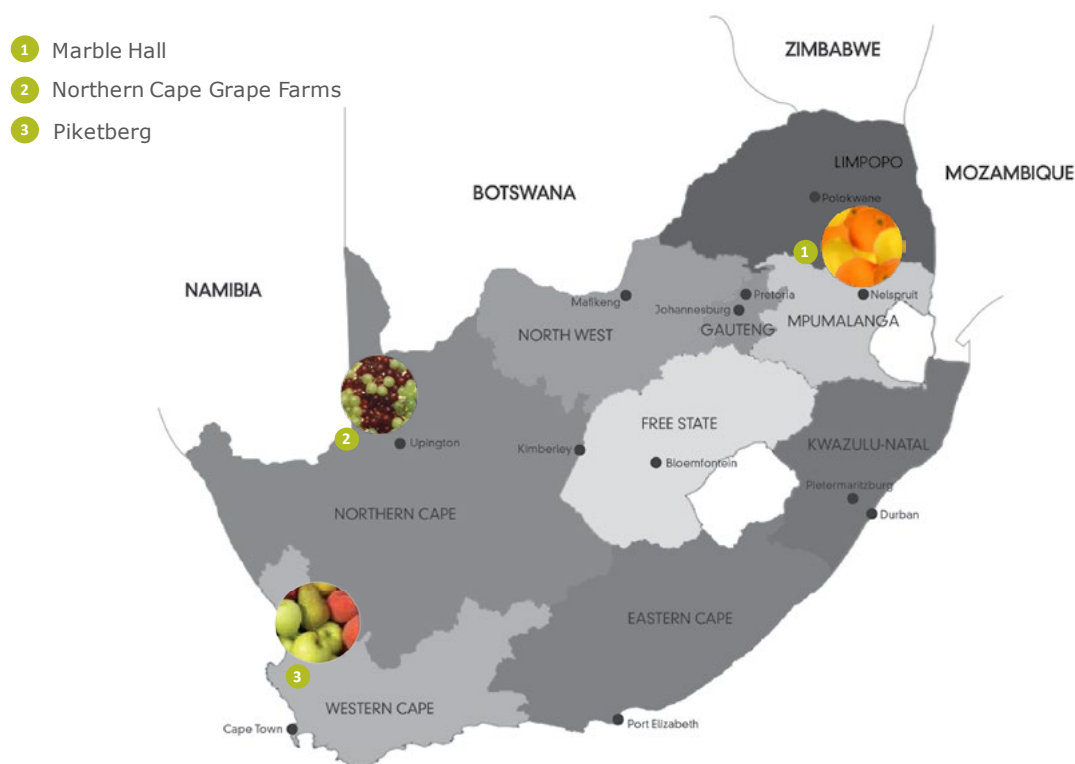 1 Marble Hall
2 Northern Cape Grape Farms
3 Piketberg
ZIMBABWE
LIMPOPO
MOZAMBIQUE
BOTSWANA
Polokwane
1
NAMIBIA
Mafikeng
Pretoria
Nelspruit
Johannesburg
MPUMALANGA
GAUTENG
NORTH WEST
FREE STATE
2
Upington
Kimberley
KWAZULU-NATAL
Bloemfontein
Pietermaritzburg
NORTHERN CAPE
Durban
EASTERN CAPE
3
WESTERN CAPE
Port Elizabeth
Cape Town